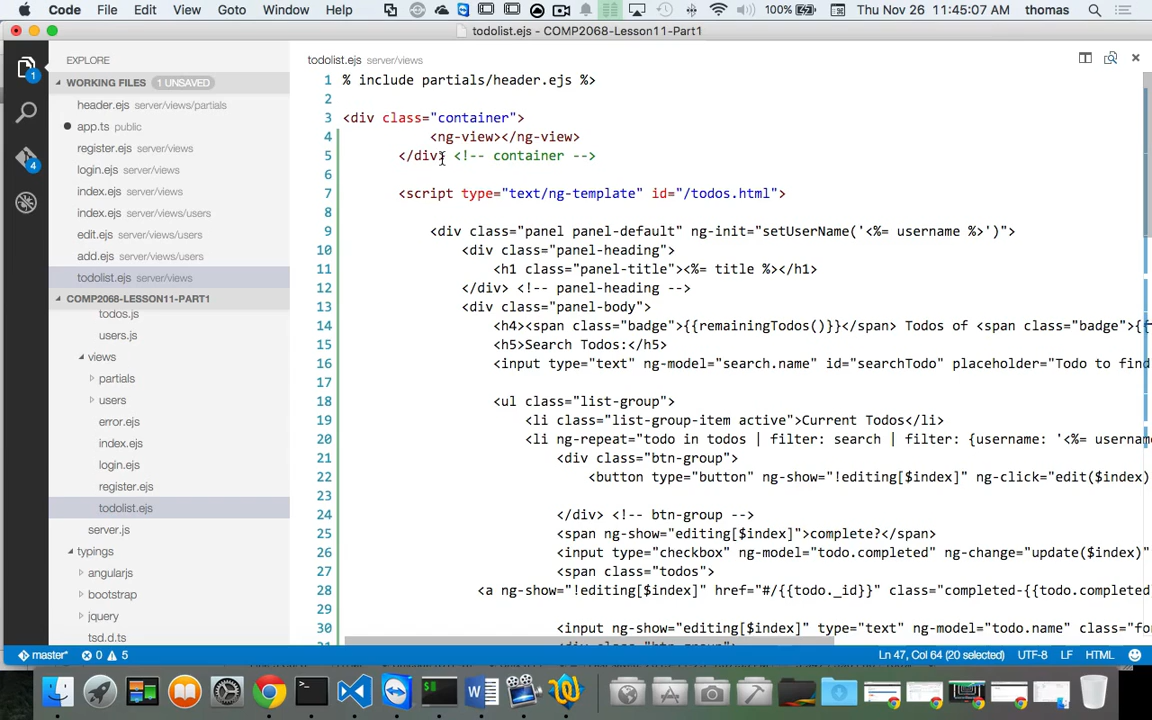 Code File Edit View Goto Window Help 100% Thu Nov 26 11:45:07 AM thomas
todolist.ejs - COMP2068-Lesson11-Part1
EXPLORE
WORKING FILES 1 UNSAVED
header.ejs server/views/partials
app.ts public
register.ejs server/views
login.ejs server/views
index.ejs server/views
index.ejs server/views/users
edit.ejs server/views/users
add.ejs server/views/users
todolist.ejs server/views
COMP2068-LESSON11-PART1
todos.js
users.js
views
partials
users
error.ejs
index.ejs
login.ejs
register.ejs
todolist.ejs
server.js
typings
angularjs
bootstrap
jquery
tsd.d.ts
1
4
todolist.ejs server/views
1 % include partials/header.ejs %>
2
3 <div class="container">
4 <ng-view></ng-view>
5 </div> <!-- container -->
6
7 <script type="text/ng-template" id="/todos.html">
8
9 <div class="panel panel-default" ng-init="setUserName('<%= username %>')">
10 <div class="panel-heading">
11 <h1 class="panel-title"><%= title %></h1>
12 </div> <!-- panel-heading -->
13 <div class="panel-body">
14 <h4><span class="badge">{{remainingTodos()}}</span> Todos of <span class="badge">{
15 <h5>Search Todos:</h5>
16 <input type="text" ng-model="search.name" id="searchTodo" placeholder="Todo to find
17
18 <ul class="list-group">
19 <li class="list-group-item active">Current Todos</li>
20 <li ng-repeat="todo in todos | filter: search | filter: {username: '<%= usernam
21 <div class="btn-group">
22 <button type="button" ng-show="!editing[$index]" ng-click="edit($index)
23
24 </div> <!-- btn-group -->
25 <span ng-show="editing[$index]">complete?</span>
26 <input type="checkbox" ng-model="todo.completed" ng-change="update($index)"
27 <span class="todos">
28 <a ng-show="!editing[$index]" href="#/{{todo._id}}" class="completed-{{todo.completed
29
30 <input ng-show="editing[$index]" type="text" ng-model="todo.name" class="for
master* 0 5 Ln 47, Col 64 (20 selected) UTF-8 LF HTML